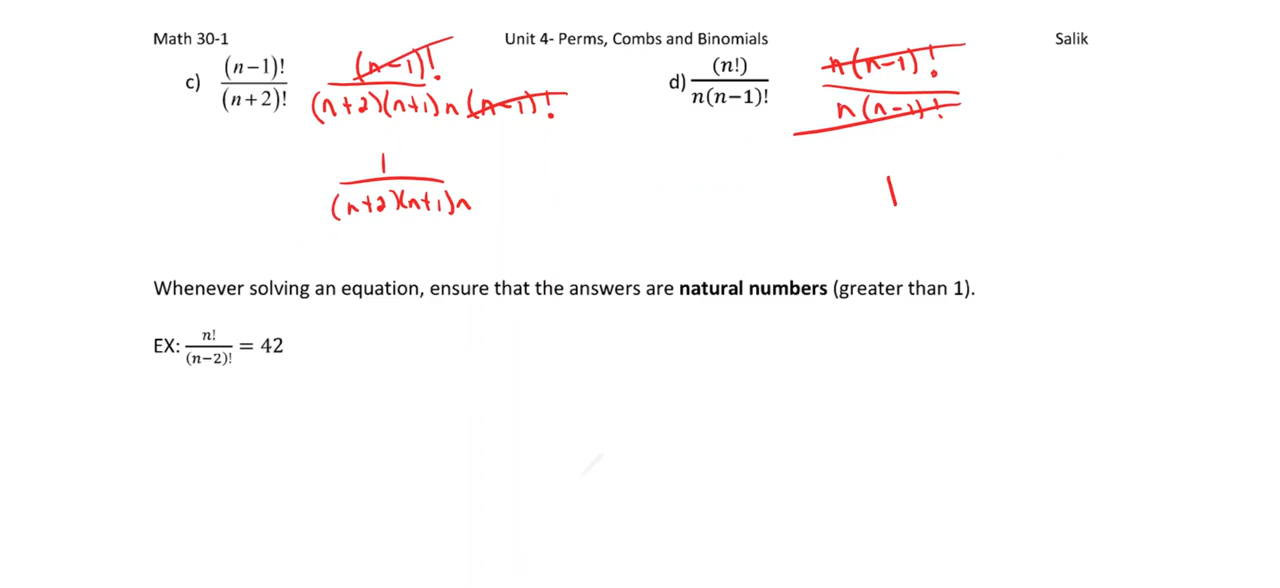 Math 30-1 Unit 4- Perms, Combs and Binomials Salik
c) (n−1)! / (n+2)! (n−1)! / (n+2)(n+1)n(n−1)! d) (n!) / n(n−1)! n(n−1)! / n(n−1)!
1 / (n+2)(n+1)n 1
Whenever solving an equation, ensure that the answers are natural numbers (greater than 1).
EX: n! / (n−2)! = 42